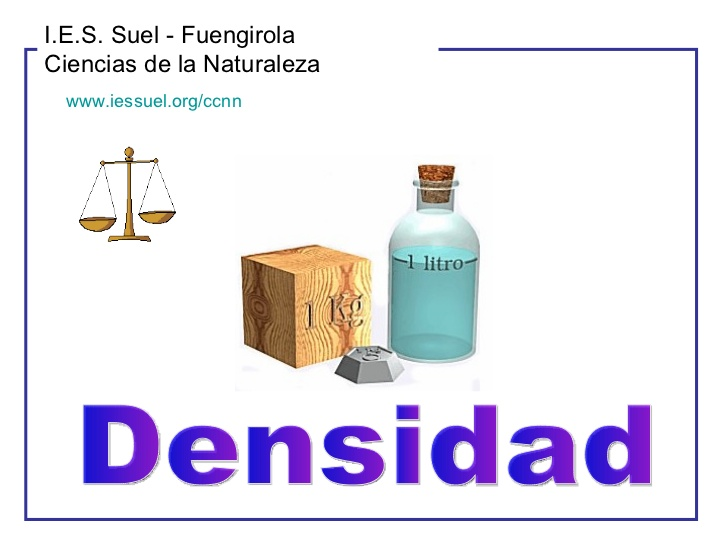 I.E.S. Suel - Fuengirola
Ciencias de la Naturaleza
www.iessuel.org/ccnn
1 litro
1 Kg
Densidad